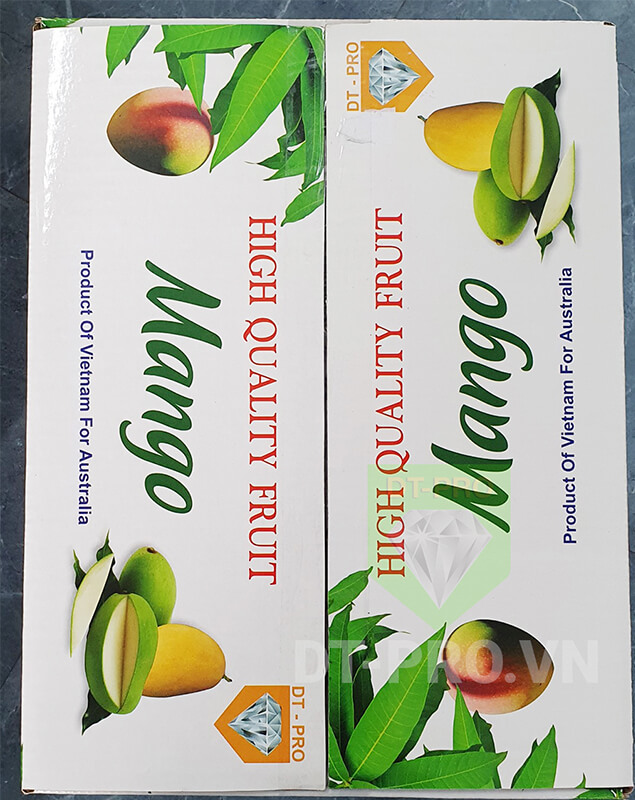 HIGH QUALITY FRUIT
Mango
Product Of Vietnam For Australia
DT - PRO
DT - PRO
HIGH QUALITY FRUIT
Mango
Product Of Vietnam For Australia
DT-PRO
DT-PRO.VN